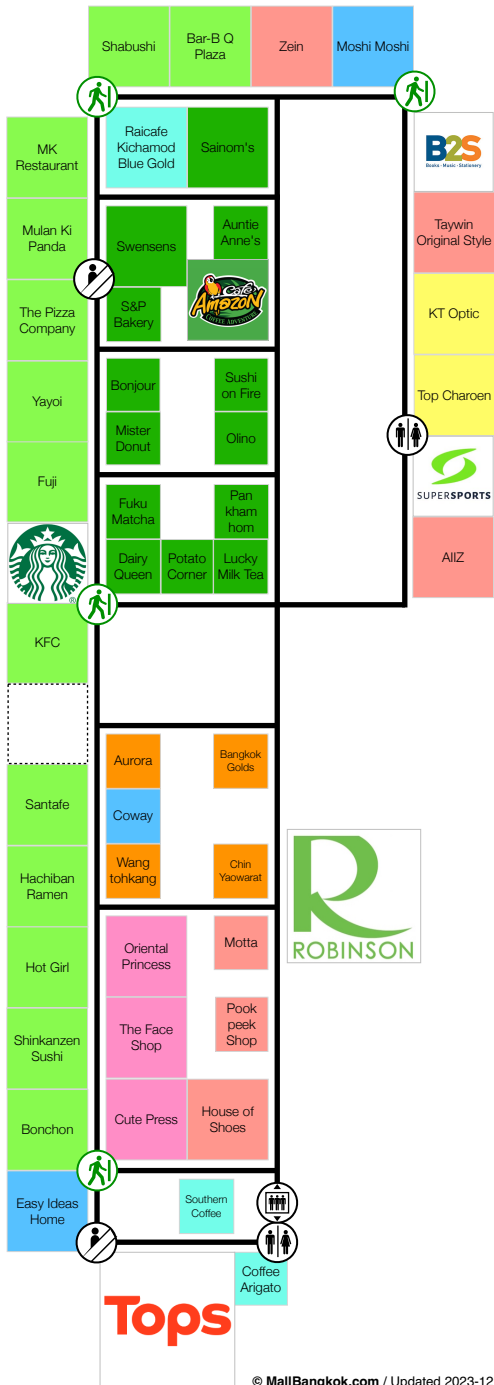 Shabushi
Bar-B Q
Plaza
Zein
Moshi Moshi
MK
Restaurant
Raicafe
Kichamod
Blue Gold
Sainom's
B2S
Books · Music · Stationery
Mulan Ki
Panda
Swensens
Auntie
Anne's
Taywin
Original Style
The Pizza
Company
S&P
Bakery
Café
Amazon
COFFEE ADVENTURE
KT Optic
Yayoi
Bonjour
Sushi
on Fire
Top Charoen
Mister
Donut
Olino
Fuji
SUPERSPORTS
Fuku
Matcha
Pan
kham
hom
Dairy
Queen
Potato
Corner
Lucky
Milk Tea
AIIZ
®
KFC
Santafe
Aurora
Bangkok
Golds
Coway
Hachiban
Ramen
Wang
tohkang
Chin
Yaowarat
R
ROBINSON
Hot Girl
Oriental
Princess
Motta
Shinkanzen
Sushi
The Face
Shop
Pook
peek
Shop
Bonchon
Cute Press
House of
Shoes
Easy Ideas
Home
Southern
Coffee
Coffee
Arigato
Tops
© MallBangkok.com / Updated 2023-12